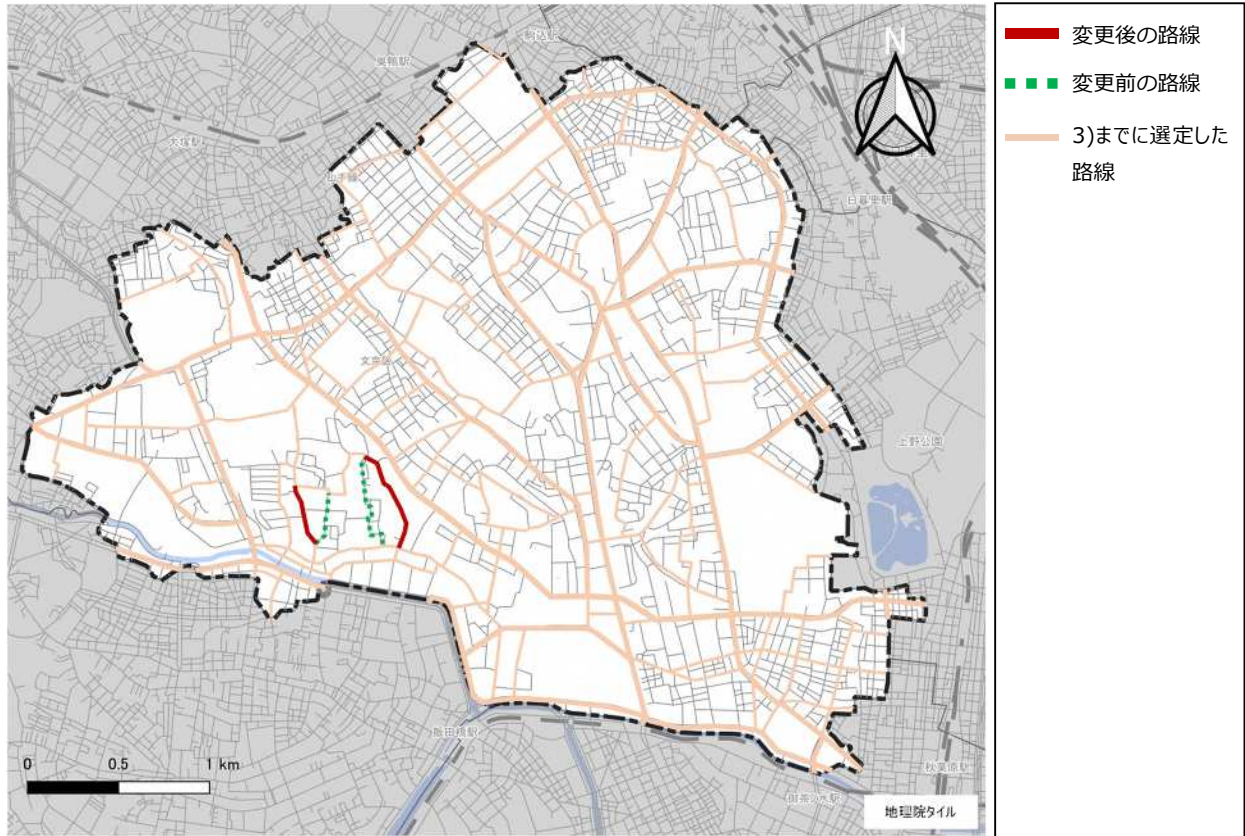 駒込駅
巣鴨駅
大塚駅
山手線
N
日暮里駅
文京区
上野公園
飯田橋駅
秋葉原駅
御茶ノ水駅
0 0.5 1 km
地理院タイル
変更後の路線
変更前の路線
3)までに選定した
路線